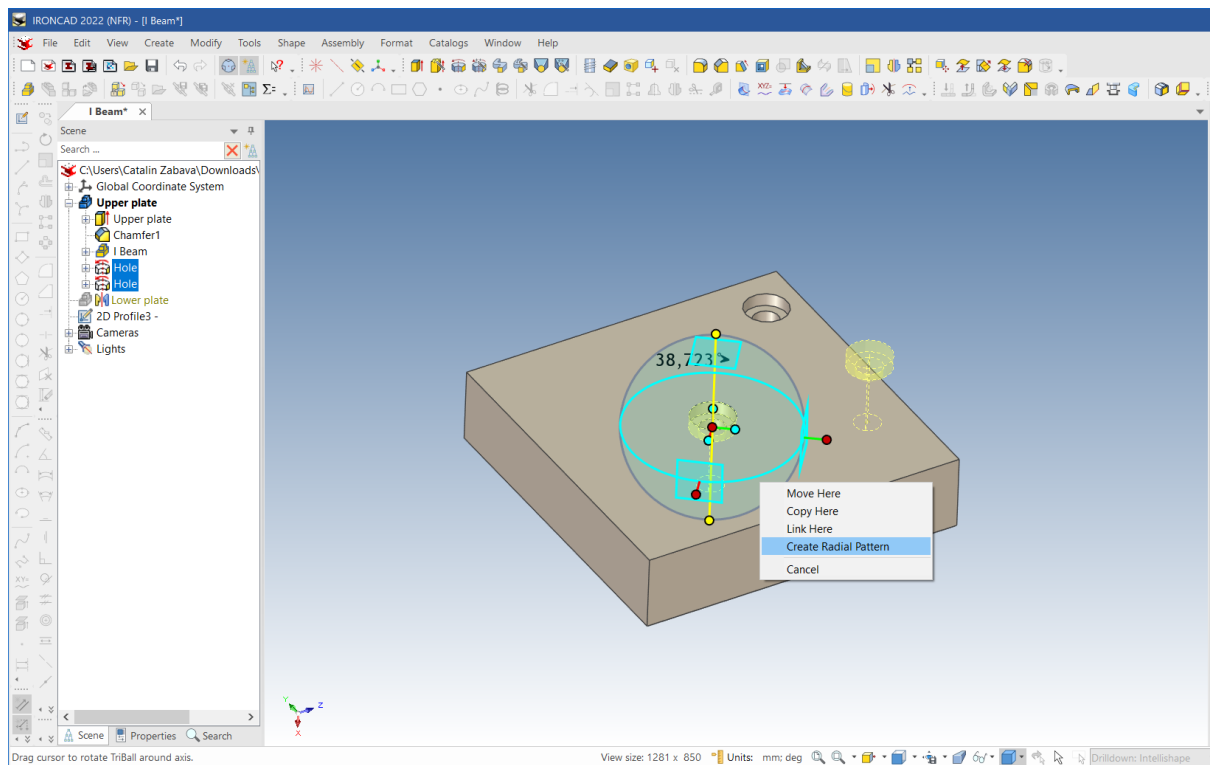 IRONCAD 2022 (NFR) - [I Beam*]
File Edit View Create Modify Tools Shape Assembly Format Catalogs Window Help
I Beam*
Scene
Search ...
C:\Users\Catalin Zabava\Downloads\
Global Coordinate System
Upper plate
Upper plate
Chamfer1
I Beam
Hole
Hole
Lower plate
2D Profile3 -
Cameras
Lights
38,723°
Move Here
Copy Here
Link Here
Create Radial Pattern
Cancel
Y
Z
X
Scene Properties Search
Drag cursor to rotate TriBall around axis. View size: 1281 x 850 Units: mm; deg Drilldown: Intellishape